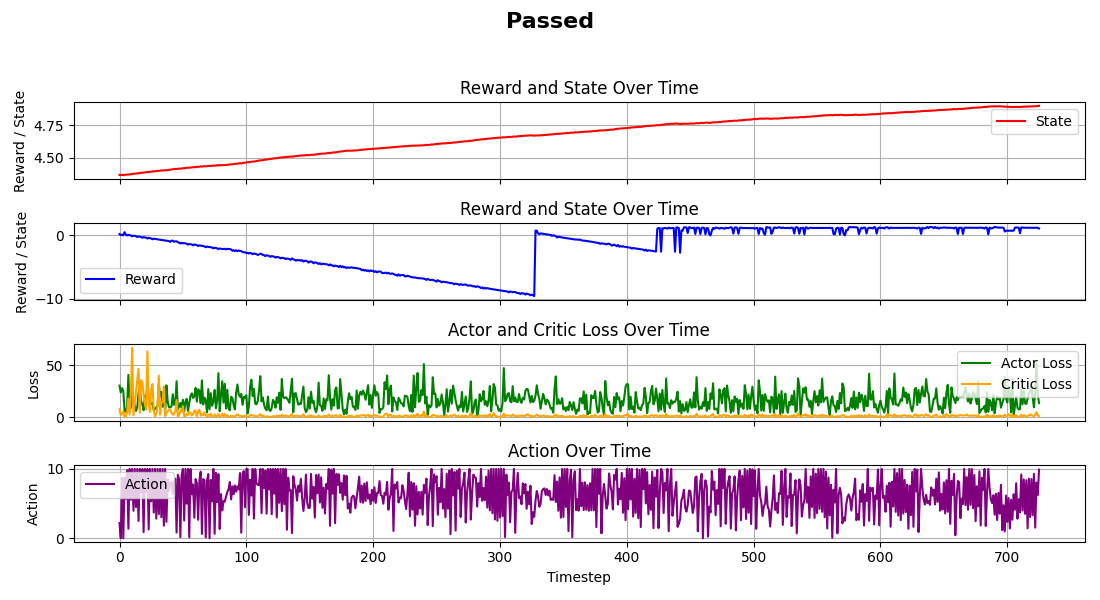 Passed
Reward and State Over Time
Reward / State
4.75
4.50
State
Reward and State Over Time
Reward / State
0
−10
Reward
Actor and Critic Loss Over Time
Loss
50
0
Actor Loss
Critic Loss
Action Over Time
Action
10
0
Action
0 100 200 300 400 500 600 700
Timestep